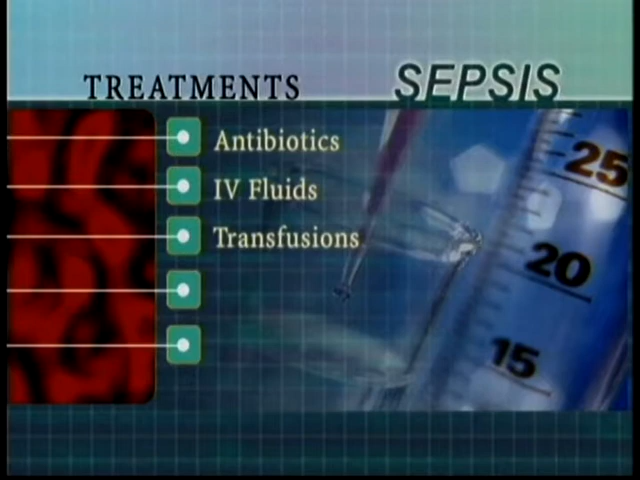 TREATMENTS
SEPSIS
Antibiotics
IV Fluids
Transfusions
25
20
15